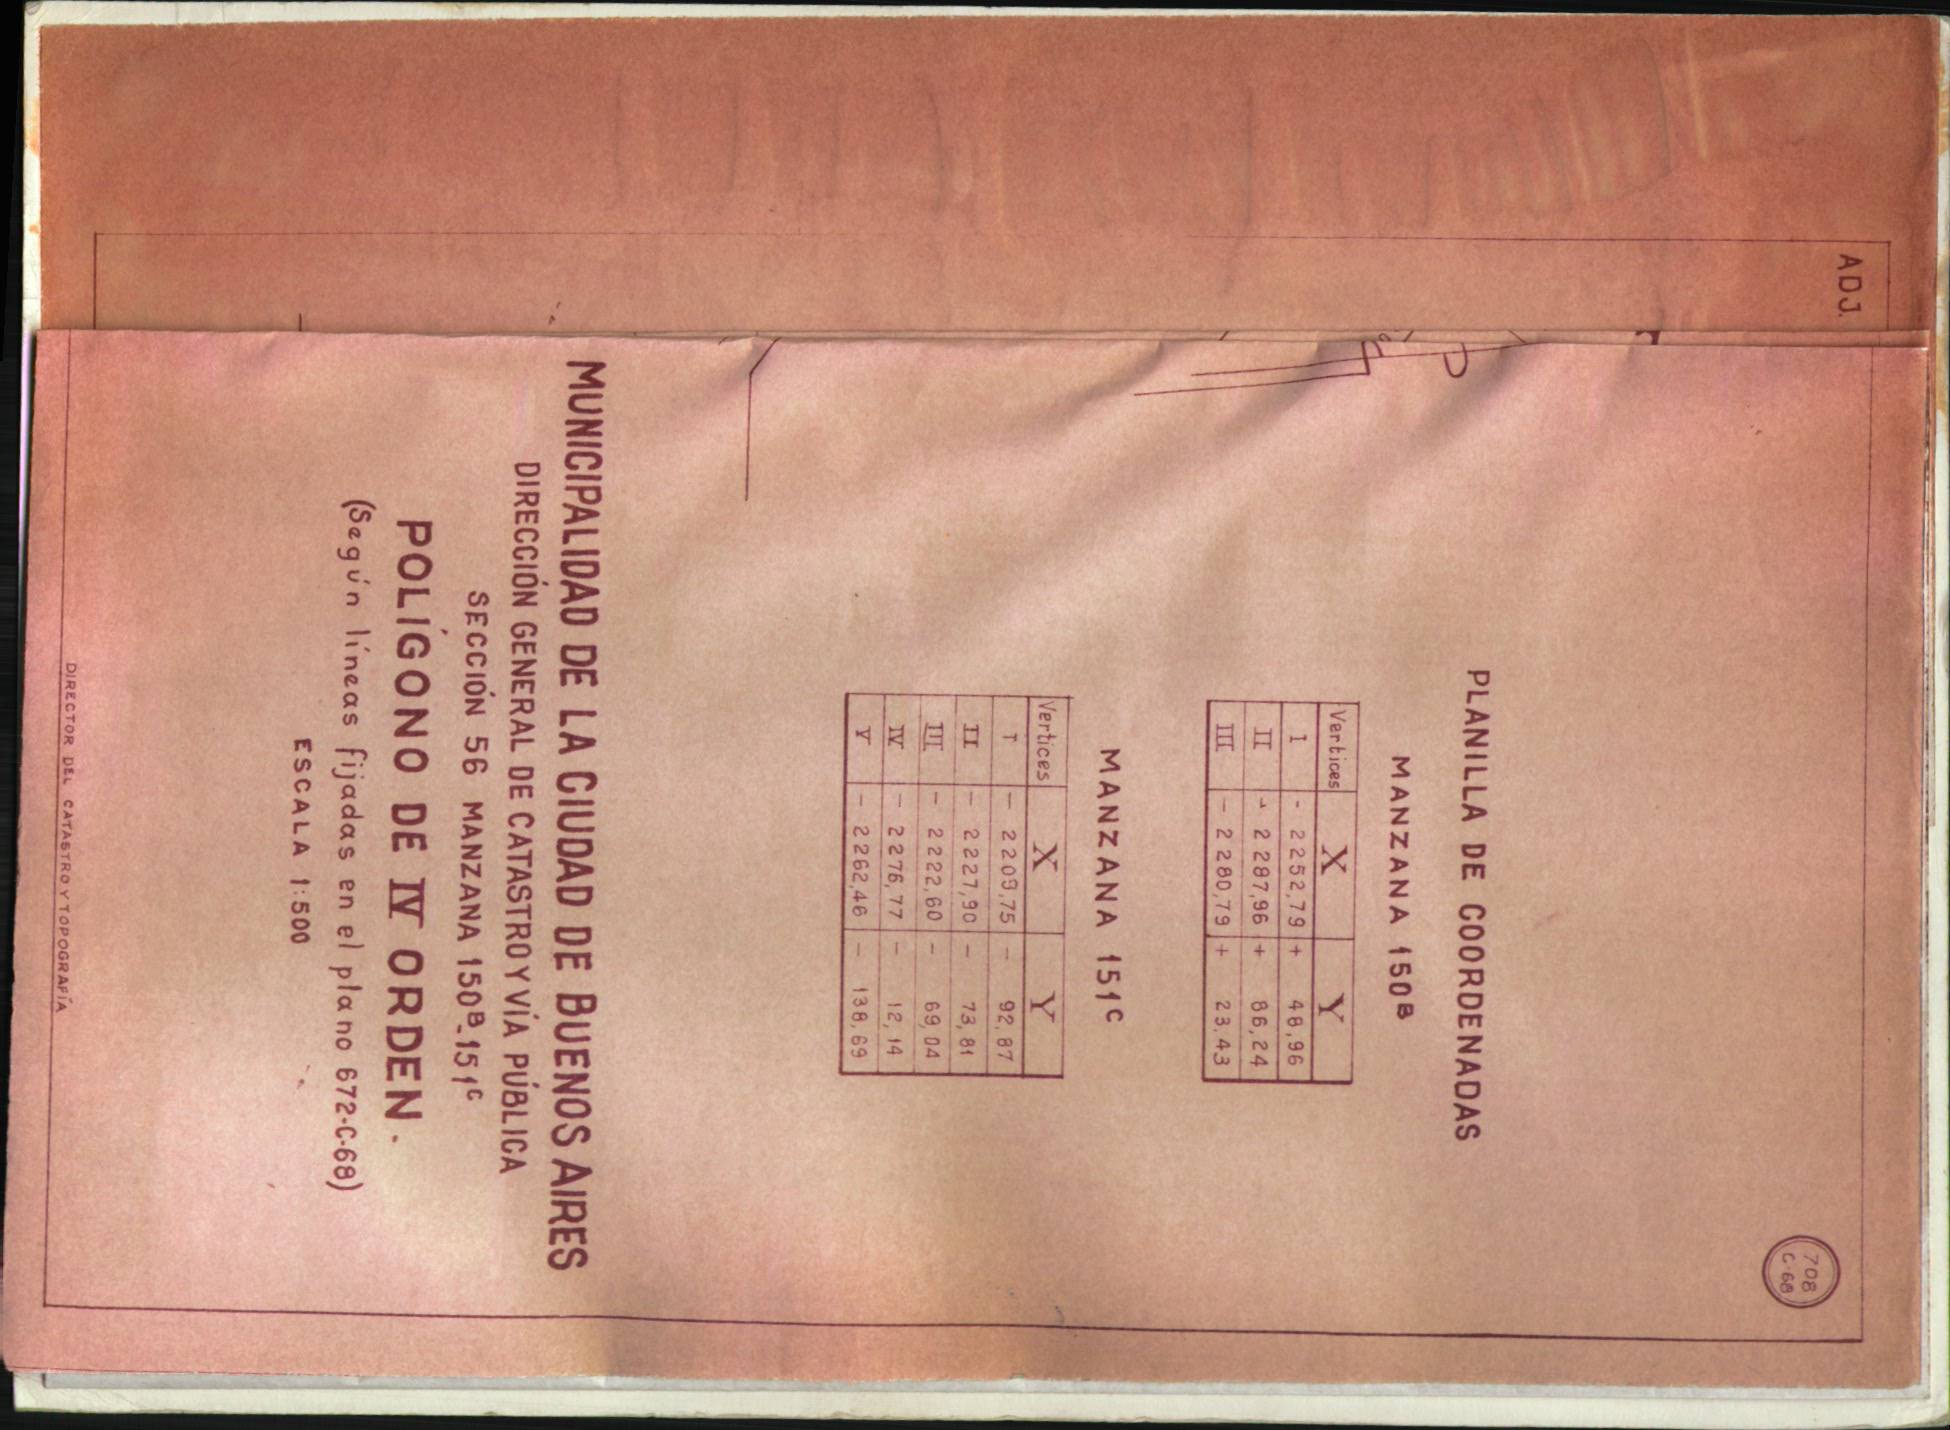 ADJ.
708
C-68
PLANILLA DE COORDENADAS
MANZANA 150B
Vertices X Y
I - 2252,79 + 48,96
II - 2287,96 + 86,24
III - 2280,79 + 23,43
MANZANA 151C
Vertices X Y
I - 2209,75 - 92,87
II - 2227,90 - 73,81
III - 2222,60 - 69,04
IV - 2276,77 - 12,14
V - 2262,46 - 138,69
MUNICIPALIDAD DE LA CIUDAD DE BUENOS AIRES
DIRECCIÓN GENERAL DE CATASTRO Y VÍA PÚBLICA
SECCIÓN 56 MANZANA 150B-151C
POLÍGONO DE IV ORDEN.
(Según líneas fijadas en el plano 672-C-68)
ESCALA 1:500
DIRECTOR DEL CATASTRO Y TOPOGRAFÍA